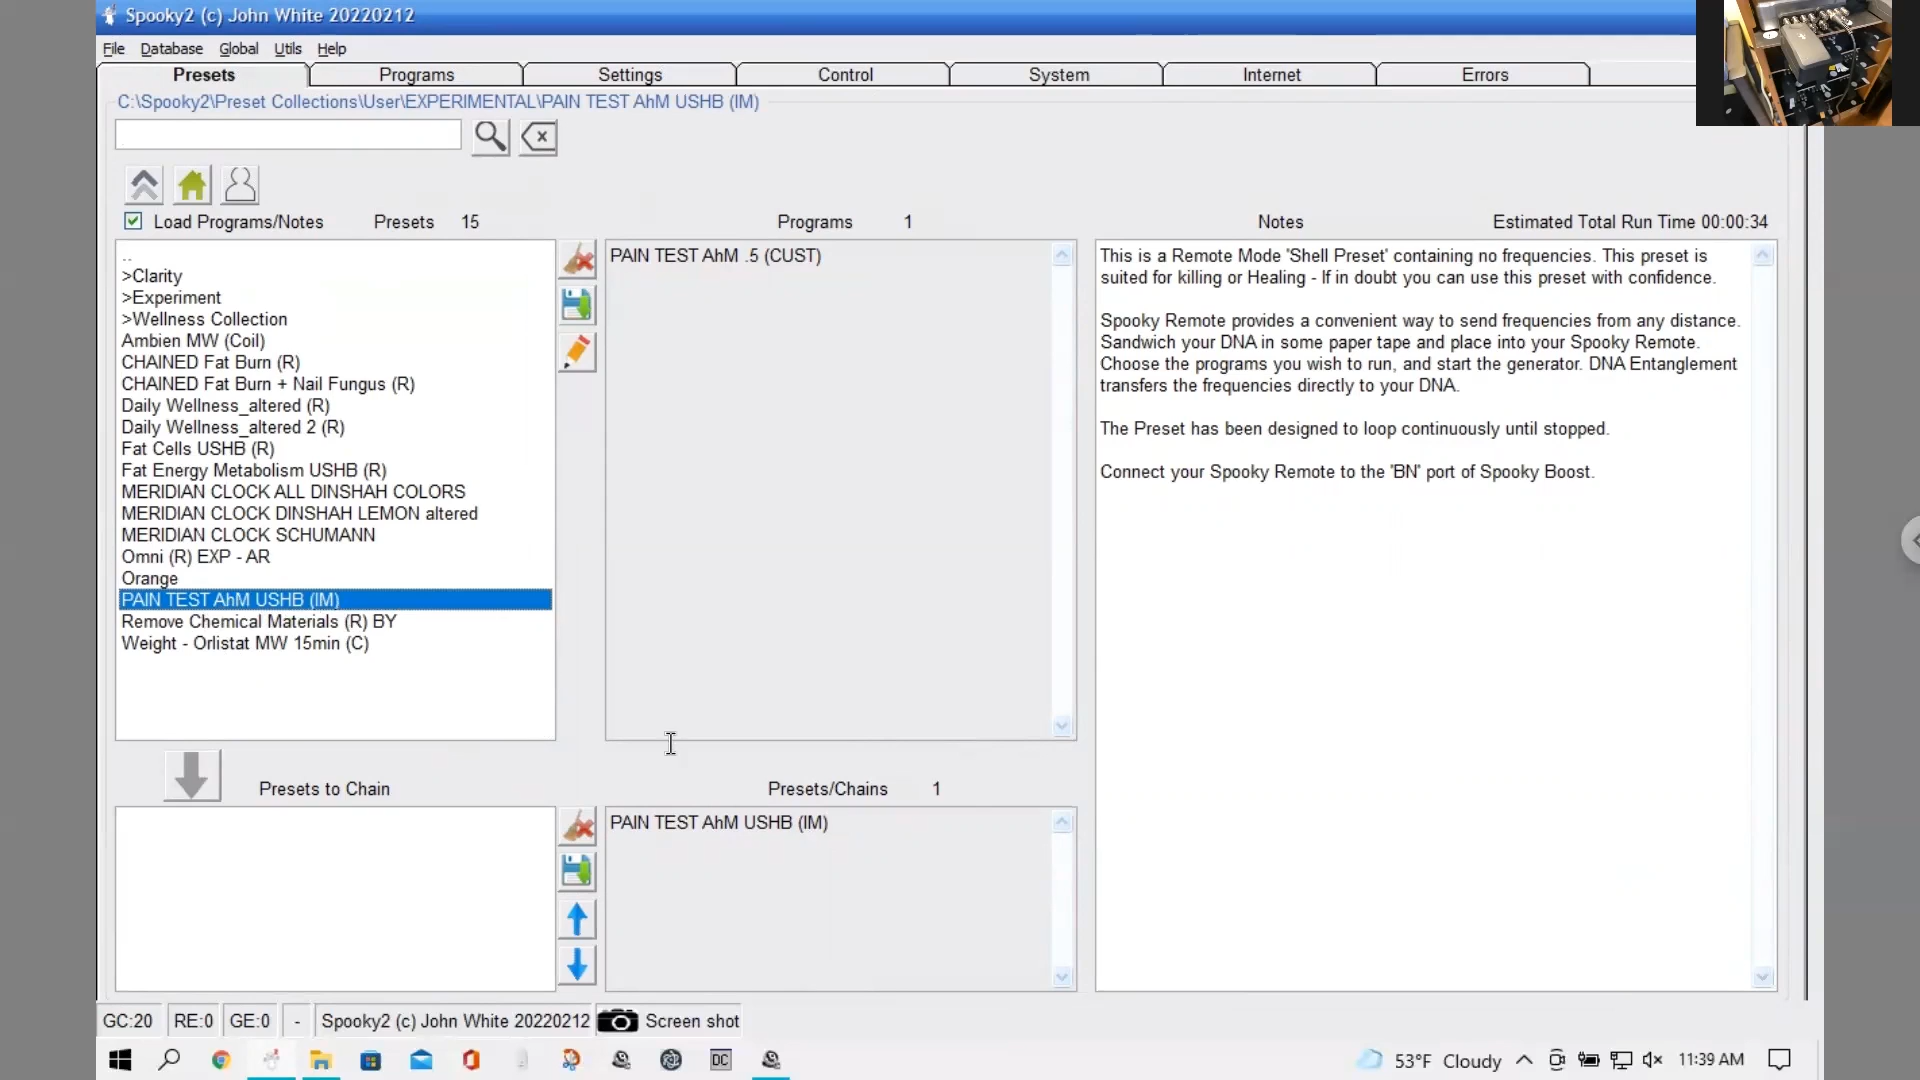 Spooky2 (c) John White 20220212
File Database Global Utils Help
Presets Programs Settings Control System Internet Errors
C:\Spooky2\Preset Collections\User\EXPERIMENTAL\PAIN TEST AhM USHB (IM)
Load Programs/Notes Presets 15 Programs 1 Notes Estimated Total Run Time 00:00:34
..
>Clarity
>Experiment
>Wellness Collection
Ambien MW (Coil)
CHAINED Fat Burn (R)
CHAINED Fat Burn + Nail Fungus (R)
Daily Wellness_altered (R)
Daily Wellness_altered 2 (R)
Fat Cells USHB (R)
Fat Energy Metabolism USHB (R)
MERIDIAN CLOCK ALL DINSHAH COLORS
MERIDIAN CLOCK DINSHAH LEMON altered
MERIDIAN CLOCK SCHUMANN
Omni (R) EXP - AR
Orange
PAIN TEST AhM USHB (IM)
Remove Chemical Materials (R) BY
Weight - Orlistat MW 15min (C)
PAIN TEST AhM .5 (CUST)
This is a Remote Mode 'Shell Preset' containing no frequencies. This preset is
suited for killing or Healing - If in doubt you can use this preset with confidence.
Spooky Remote provides a convenient way to send frequencies from any distance.
Sandwich your DNA in some paper tape and place into your Spooky Remote.
Choose the programs you wish to run, and start the generator. DNA Entanglement
transfers the frequencies directly to your DNA.
The Preset has been designed to loop continuously until stopped.
Connect your Spooky Remote to the 'BN' port of Spooky Boost.
Presets to Chain Presets/Chains 1
PAIN TEST AhM USHB (IM)
GC:20 RE:0 GE:0 - Spooky2 (c) John White 20220212 Screen shot
DC 53°F Cloudy 11:39 AM